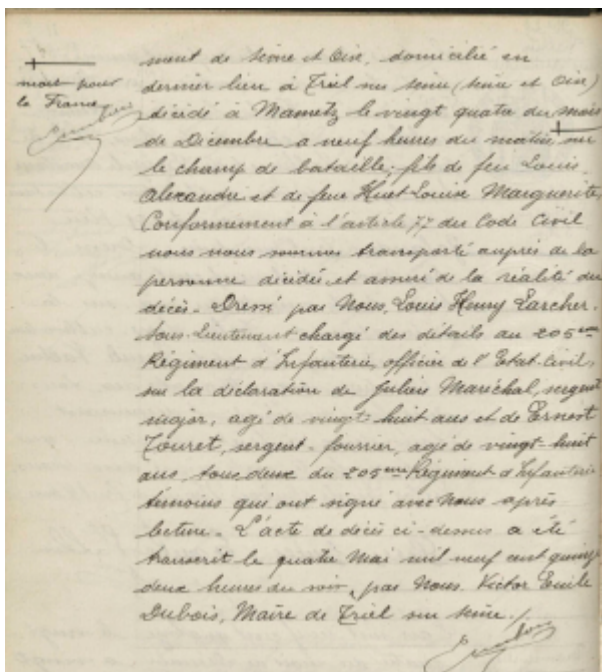 mort pour
la France
ment de Seine et Oise, domicilié en
dernier lieu à Triel sur Seine (Seine et Oise)
décidé à Mametz le vingt quatre du mois
de Décembre a neuf heures du matin sur
le champ de bataille; fils de feu Louis
Alexandre et de feue Huet Louise Marguerite,
Conformement à l'article 77 du Code Civil
nous nous sommes transporté auprès de la
personne décidée et assuré de la réalité du
décès. Dressé par Nous, Louis Henry Larcher.
Sous-Lieutenant chargé des détails au 205eme
Régiment d'Infanterie, officier de l'Etat-Civil,
sur la déclaration de Julien Maréchal, sergent
major, agé de vingt-huit ans et de Ernest
Touret, sergent-fourrier, agé de vingt-huit
ans, tous deux du 205eme Régiment d'Infanterie
témoins qui ont signé avec Nous après
lecture. L'acte de décès ci-dessus a été
transcrit le quatre Mai mil neuf cent quinze
deux heures du soir, par Nous. Victor Emile
Dubois, Maire de Triel sur Seine.